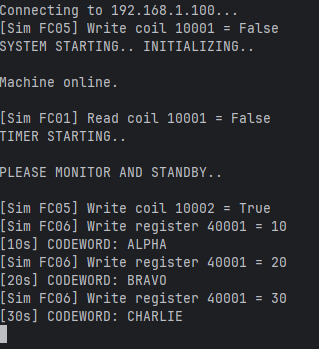 Connecting to 192.168.1.100...
[Sim FC05] Write coil 10001 = False
SYSTEM STARTING.. INITIALIZING..
Machine online.
[Sim FC01] Read coil 10001 = False
TIMER STARTING..
PLEASE MONITOR AND STANDBY..
[Sim FC05] Write coil 10002 = True
[Sim FC06] Write register 40001 = 10
[10s] CODEWORD: ALPHA
[Sim FC06] Write register 40001 = 20
[20s] CODEWORD: BRAVO
[Sim FC06] Write register 40001 = 30
[30s] CODEWORD: CHARLIE